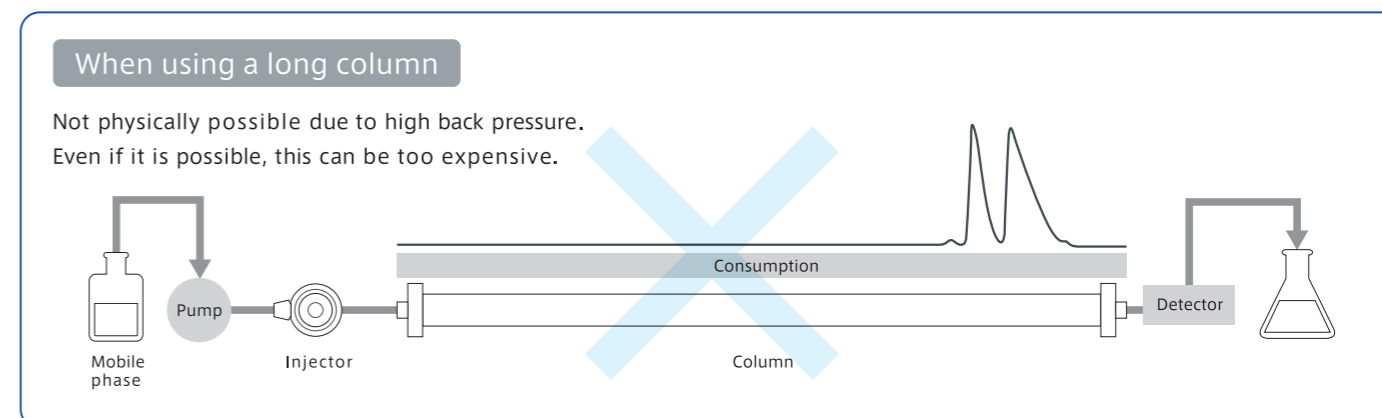 When using a long column
Not physically possible due to high back pressure.
Even if it is possible, this can be too expensive.
Consumption
Pump
Detector
Mobile
phase
Injector
Column